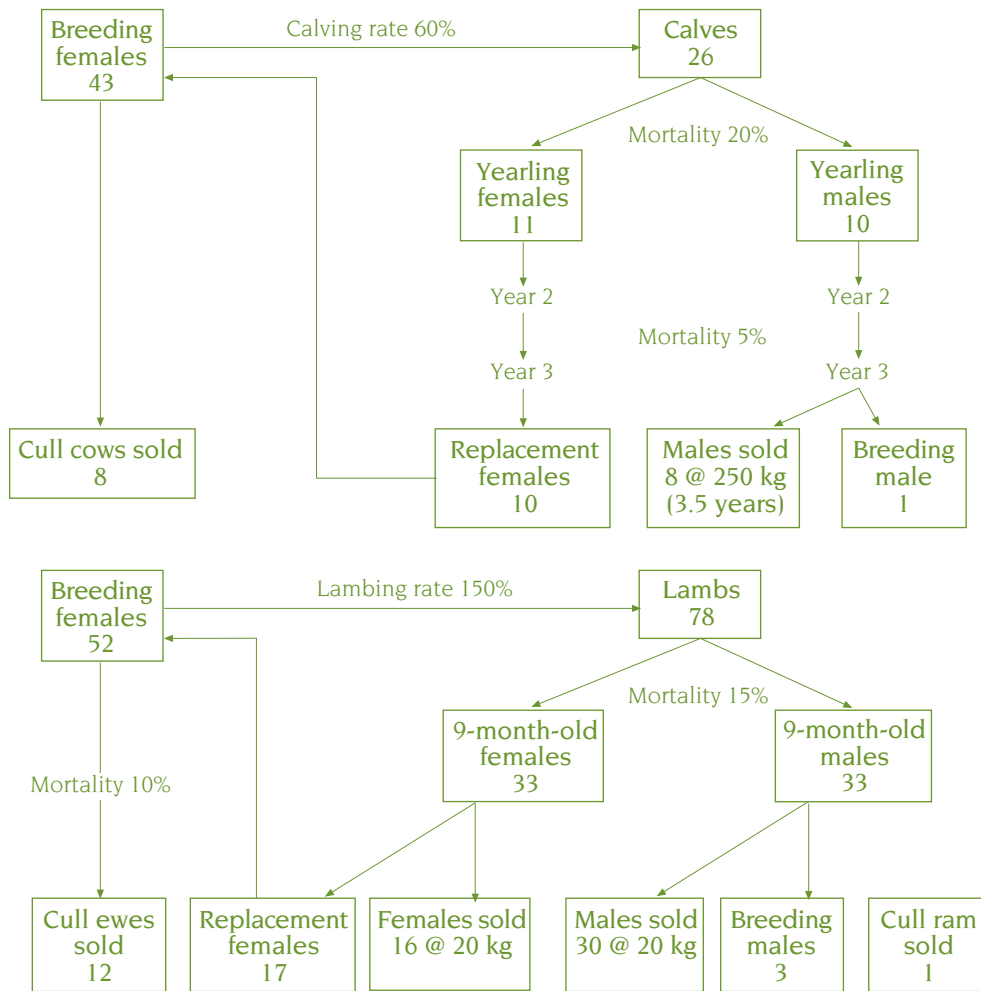 Breeding
females
43
Calving rate 60%
Calves
26
Mortality 20%
Yearling
females
11
Yearling
males
10
Year 2
Year 2
Mortality 5%
Year 3
Year 3
Cull cows sold
8
Replacement
females
10
Males sold
8 @ 250 kg
(3.5 years)
Breeding
male
1
Breeding
females
52
Lambing rate 150%
Lambs
78
Mortality 15%
9-month-old
females
33
9-month-old
males
33
Mortality 10%
Cull ewes
sold
12
Replacement
females
17
Females sold
16 @ 20 kg
Males sold
30 @ 20 kg
Breeding
males
3
Cull ram
sold
1